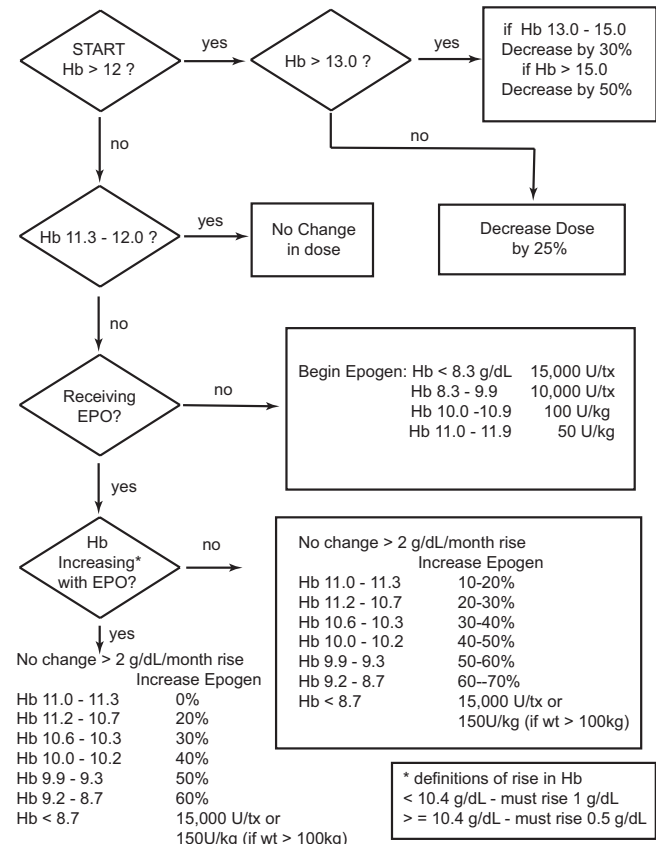 START
Hb > 12 ?
yes
Hb > 13.0 ?
yes
if Hb 13.0 - 15.0
Decrease by 30%
if Hb > 15.0
Decrease by 50%
no
no
Hb 11.3 - 12.0 ?
yes
No Change
in dose
Decrease Dose
by 25%
no
Receiving
EPO?
no
Begin Epogen: Hb < 8.3 g/dL 15,000 U/tx
Hb 8.3 - 9.9 10,000 U/tx
Hb 10.0 -10.9 100 U/kg
Hb 11.0 - 11.9 50 U/kg
yes
Hb
Increasing*
with EPO?
no
No change > 2 g/dL/month rise
Increase Epogen
Hb 11.0 - 11.3 10-20%
Hb 11.2 - 10.7 20-30%
Hb 10.6 - 10.3 30-40%
Hb 10.0 - 10.2 40-50%
Hb 9.9 - 9.3 50-60%
Hb 9.2 - 8.7 60--70%
Hb < 8.7 15,000 U/tx or
150U/kg (if wt > 100kg)
yes
No change > 2 g/dL/month rise
Increase Epogen
Hb 11.0 - 11.3 0%
Hb 11.2 - 10.7 20%
Hb 10.6 - 10.3 30%
Hb 10.0 - 10.2 40%
Hb 9.9 - 9.3 50%
Hb 9.2 - 8.7 60%
Hb < 8.7 15,000 U/tx or
150U/kg (if wt > 100kg)
* definitions of rise in Hb
< 10.4 g/dL - must rise 1 g/dL
> = 10.4 g/dL - must rise 0.5 g/dL